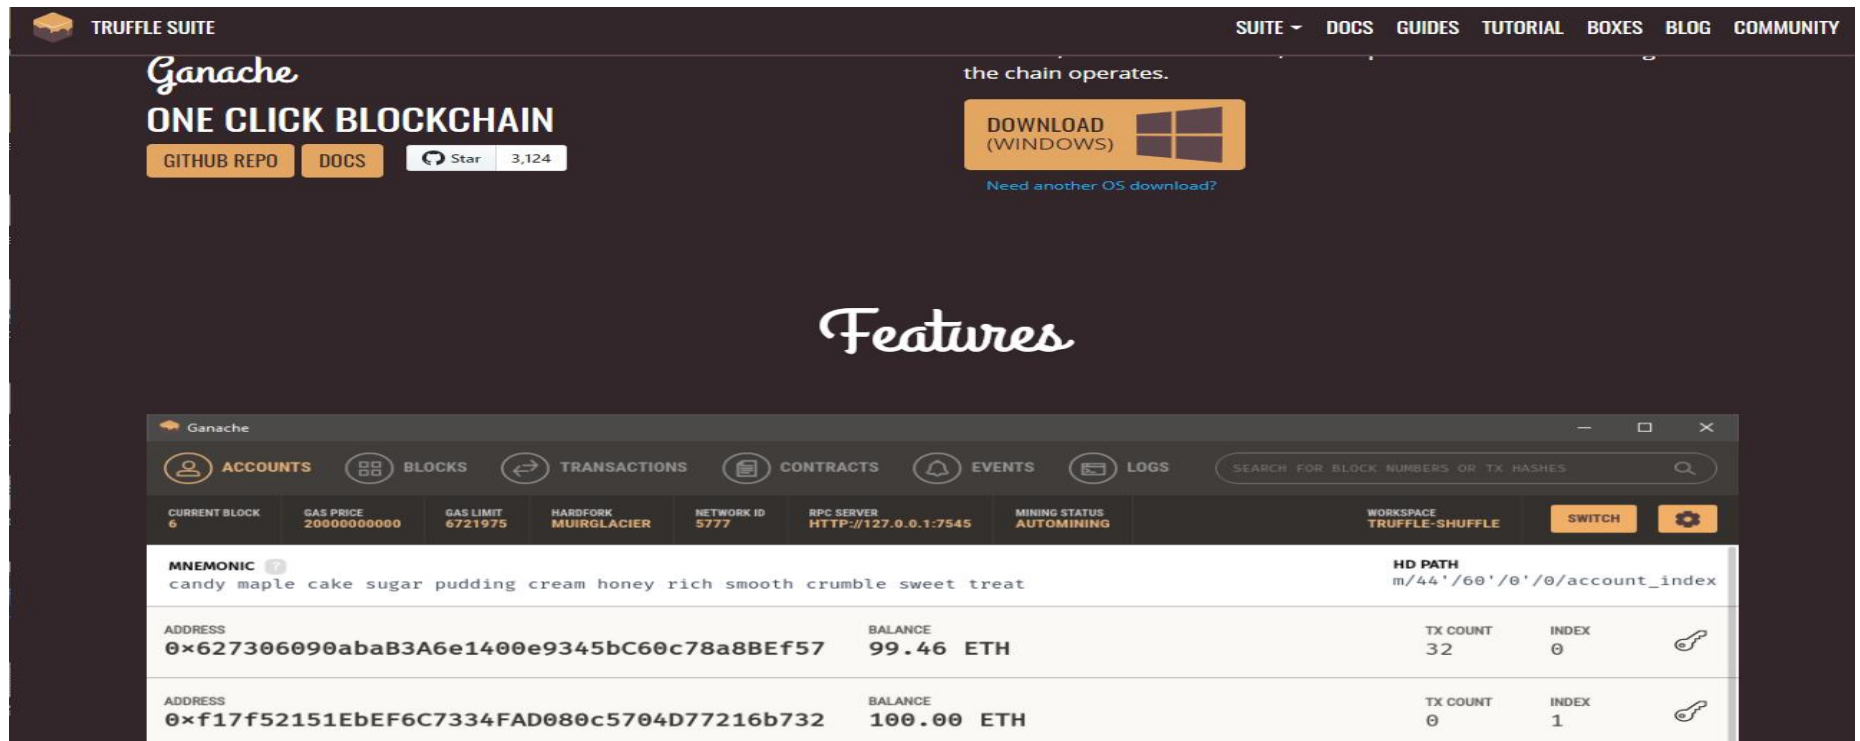 TRUFFLE SUITE
SUITE DOCS GUIDES TUTORIAL BOXES BLOG COMMUNITY
Ganache
ONE CLICK BLOCKCHAIN
GITHUB REPO DOCS Star 3,124
the chain operates.
DOWNLOAD
(WINDOWS)
Need another OS download?
Features
Ganache
ACCOUNTS BLOCKS TRANSACTIONS CONTRACTS EVENTS LOGS SEARCH FOR BLOCK NUMBERS OR TX HASHES
CURRENT BLOCK GAS PRICE GAS LIMIT HARDFORK NETWORK ID RPC SERVER MINING STATUS WORKSPACE
6 20000000000 6721975 MUIRGLACIER 5777 HTTP://127.0.0.1:7545 AUTOMINING TRUFFLE-SHUFFLE SWITCH
MNEMONIC ? HD PATH
candy maple cake sugar pudding cream honey rich smooth crumble sweet treat m/44'/60'/0'/0/account_index
ADDRESS BALANCE TX COUNT INDEX
0×627306090abaB3A6e1400e9345bC60c78a8BEf57 99.46 ETH 32 0
ADDRESS BALANCE TX COUNT INDEX
0×f17f52151EbEF6C7334FAD080c5704D77216b732 100.00 ETH 0 1